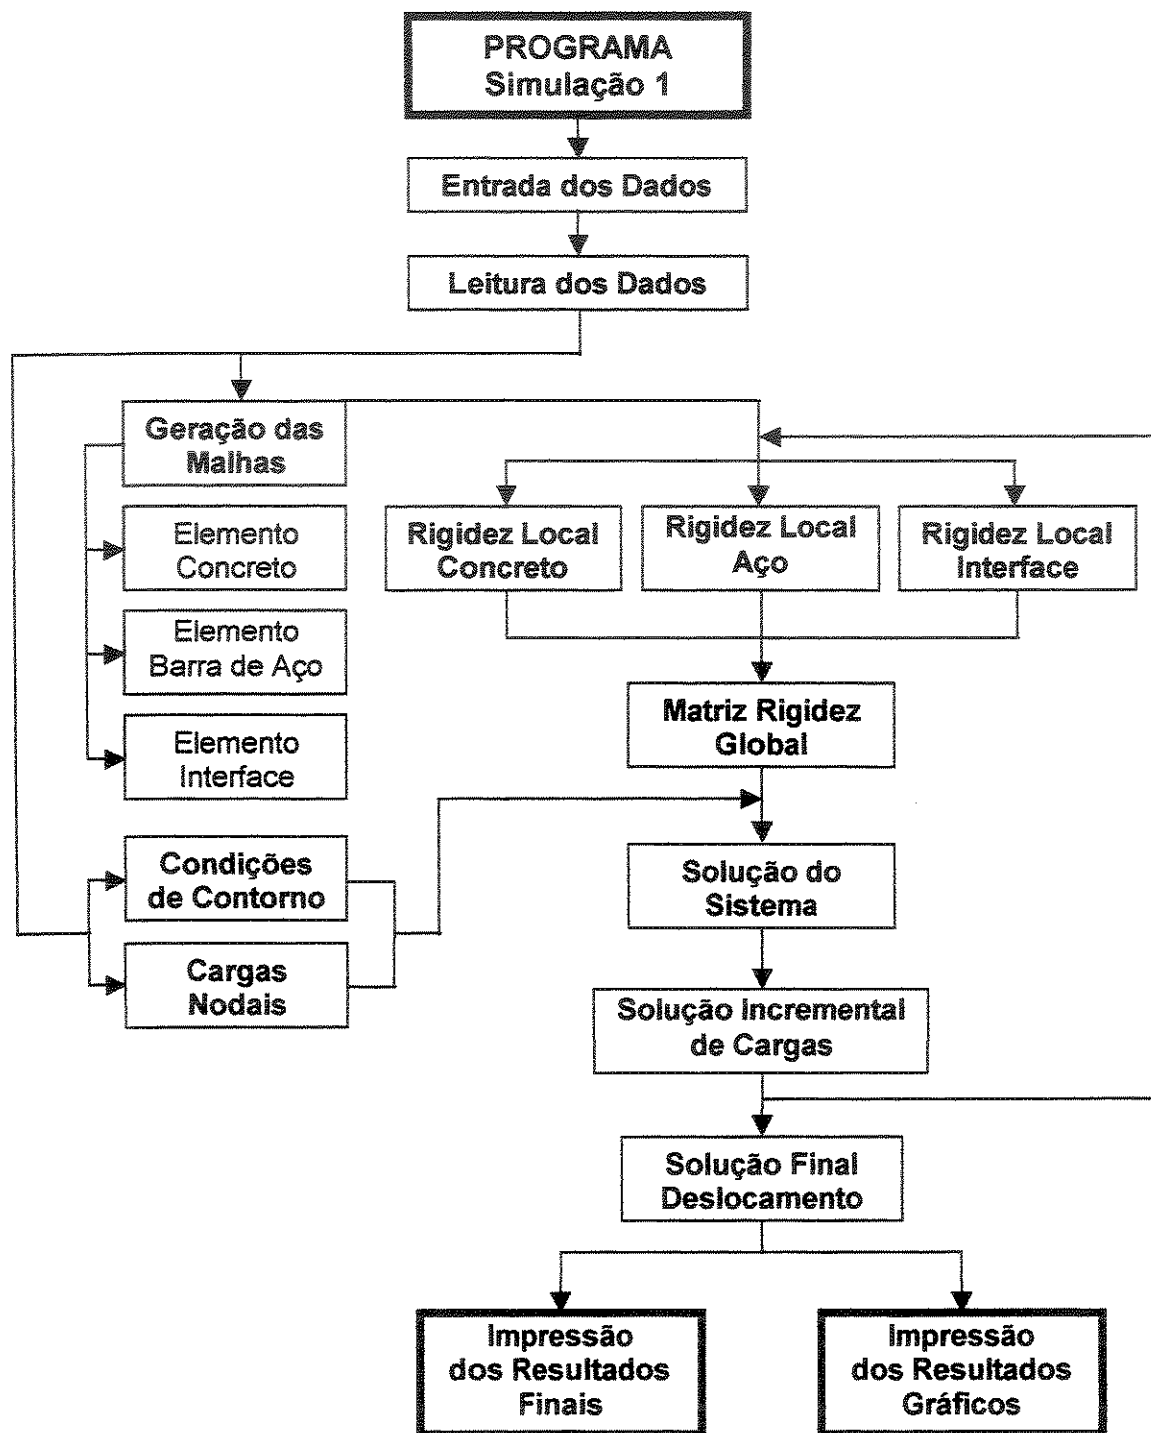 PROGRAMA
Simulação 1
Entrada dos Dados
Leitura dos Dados
Geração das
Malhas
Elemento
Concreto
Elemento
Barra de Aço
Elemento
Interface
Condições
de Contorno
Cargas
Nodais
Rigidez Local
Concreto
Rigidez Local
Aço
Rigidez Local
Interface
Matriz Rigidez
Global
Solução do
Sistema
Solução Incremental
de Cargas
Solução Final
Deslocamento
Impressão
dos Resultados
Finais
Impressão
dos Resultados
Gráficos